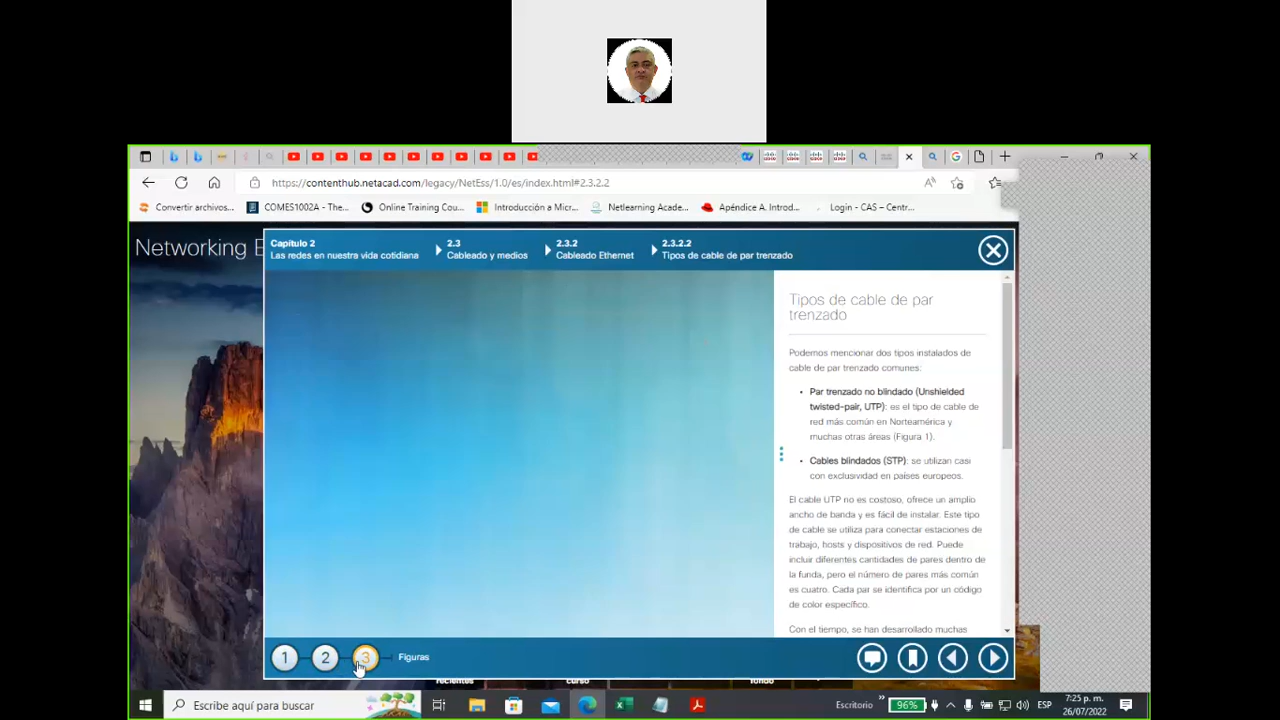 https://contenthub.netacad.com/legacy/NetEss/1.0/es/index.html#2.3.2.2
Convertir archivos...
COMES1002A - The...
Online Training Cou...
Introducción a Micr...
Netlearning Acade...
Apéndice A. Introd...
Login - CAS – Centr...
Networking E
Capítulo 2
Las redes en nuestra vida cotidiana
2.3
Cableado y medios
2.3.2
Cableado Ethernet
2.3.2.2
Tipos de cable de par trenzado
Tipos de cable de par
trenzado
Podemos mencionar dos tipos instalados de
cable de par trenzado comunes:
• Par trenzado no blindado (Unshielded
twisted-pair, UTP): es el tipo de cable de
red más común en Norteamérica y
muchas otras áreas (Figura 1).
• Cables blindados (STP): se utilizan casi
con exclusividad en países europeos.
El cable UTP no es costoso, ofrece un amplio
ancho de banda y es fácil de instalar. Este tipo
de cable se utiliza para conectar estaciones de
trabajo, hosts y dispositivos de red. Puede
incluir diferentes cantidades de pares dentro de
la funda, pero el número de pares más común
es cuatro. Cada par se identifica por un código
de color específico.
Con el tiempo, se han desarrollado muchas
1 2 3 Figuras
recientes
curso
fondo
Escribe aquí para buscar
Escritorio
96%
ESP
7:25 p. m.
26/07/2022